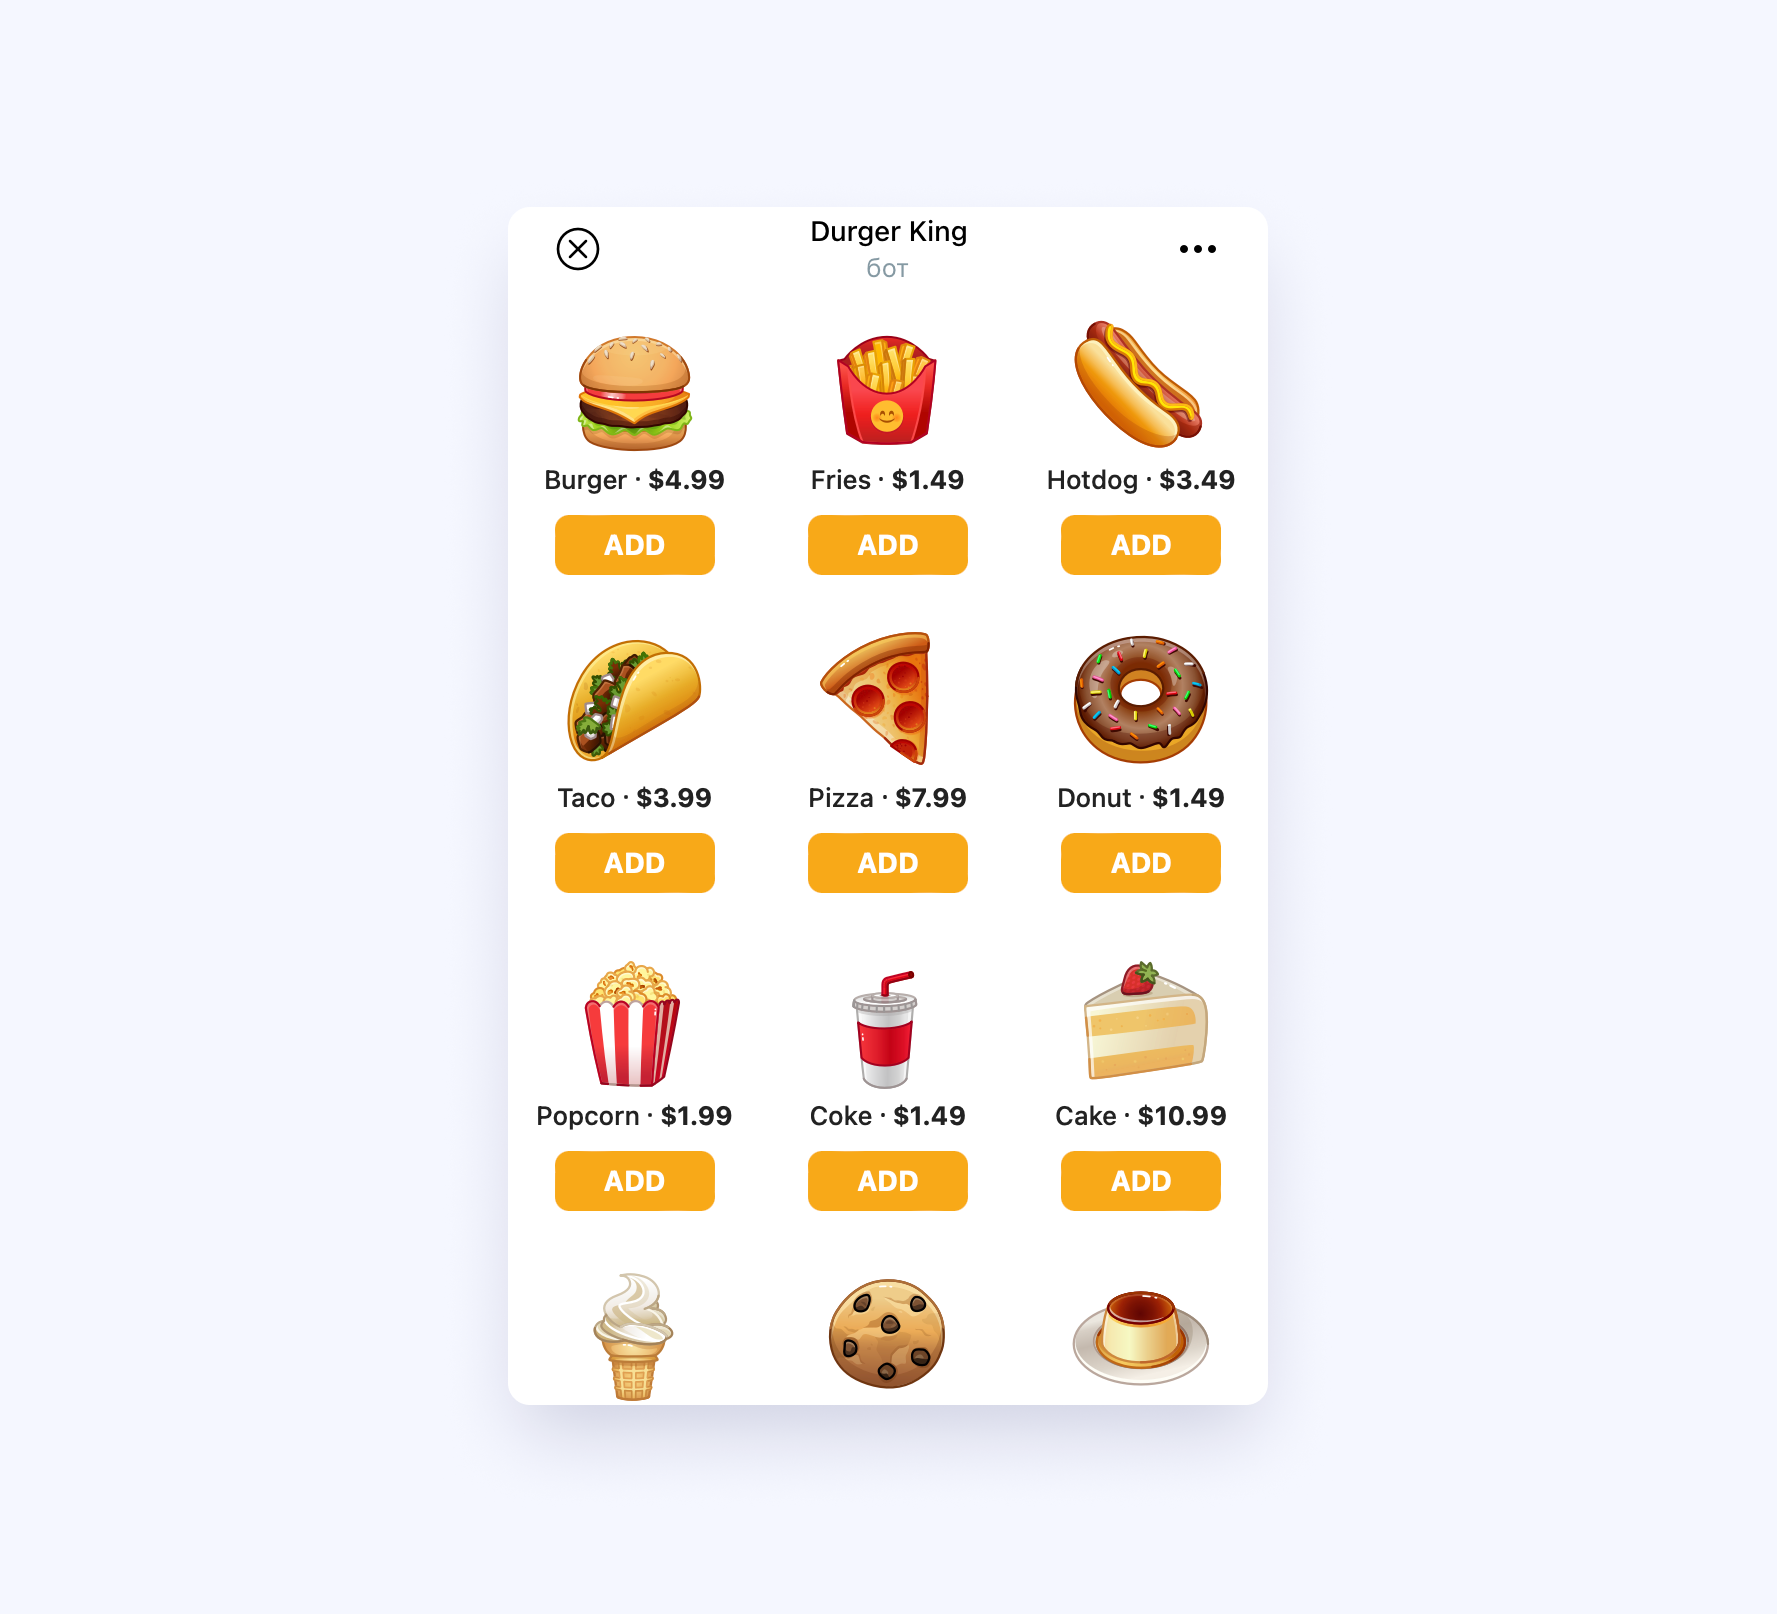 Durger King
бот
Burger · $4.99
Fries · $1.49
Hotdog · $3.49
ADD
ADD
ADD
Taco · $3.99
Pizza · $7.99
Donut · $1.49
ADD
ADD
ADD
Popcorn · $1.99
Coke · $1.49
Cake · $10.99
ADD
ADD
ADD